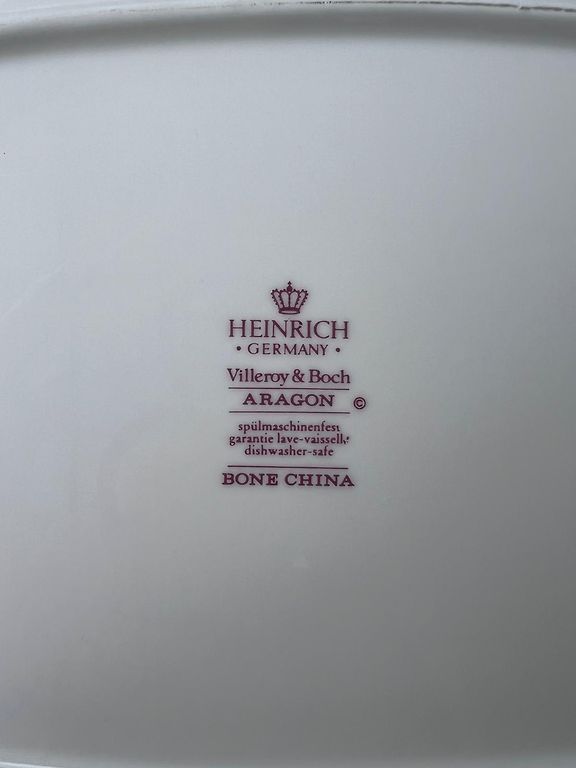 HEINRICH
• GERMANY •
Villeroy & Boch
ARAGON ©
spülmaschinenfest
garantie lave-vaisselle
dishwasher-safe
BONE CHINA